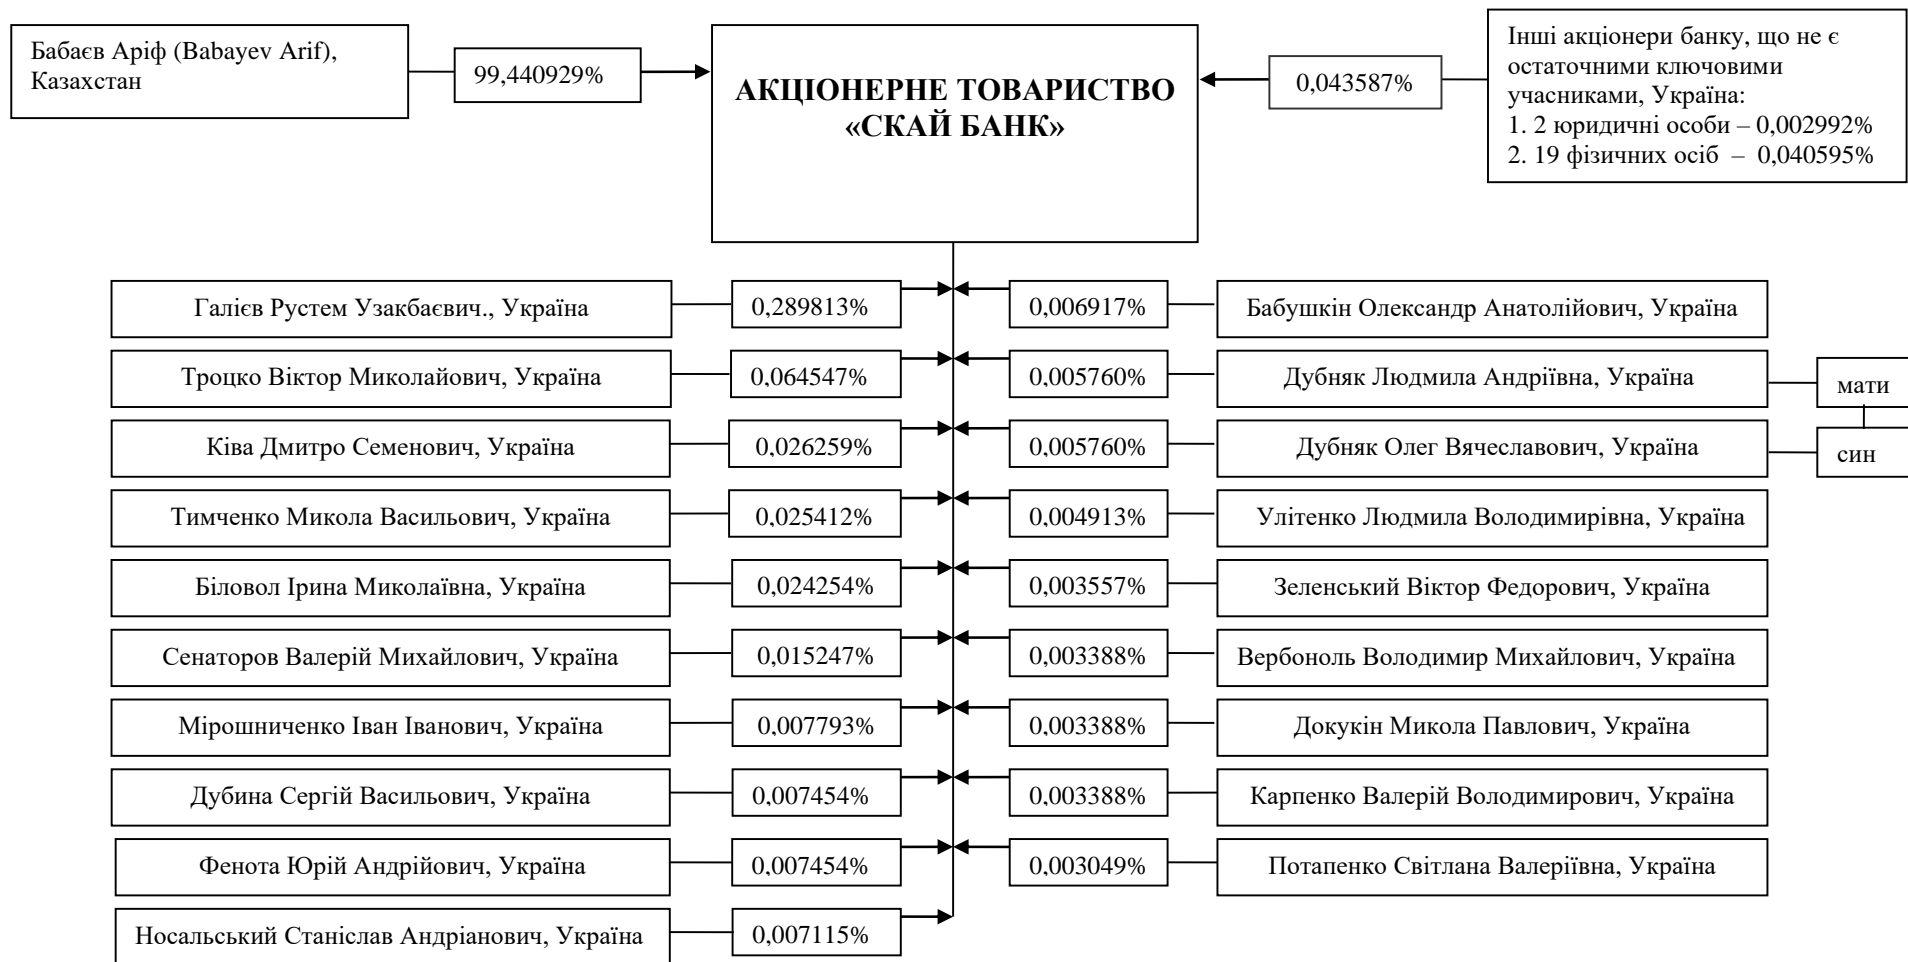 Бабаєв Аріф (Babayev Arif),
Казахстан
99,440929%
АКЦІОНЕРНЕ ТОВАРИСТВО
«СКАЙ БАНК»
0,043587%
Інші акціонери банку, що не є
остаточними ключовими
учасниками, Україна:
1. 2 юридичні особи – 0,002992%
2. 19 фізичних осіб – 0,040595%
Галієв Рустем Узакбаєвич., Україна
0,289813%
0,006917%
Бабушкін Олександр Анатолійович, Україна
Троцко Віктор Миколайович, Україна
0,064547%
0,005760%
Дубняк Людмила Андріївна, Україна
мати
Ківа Дмитро Семенович, Україна
0,026259%
0,005760%
Дубняк Олег Вячеславович, Україна
син
Тимченко Микола Васильович, Україна
0,025412%
0,004913%
Улітенко Людмила Володимирівна, Україна
Біловол Ірина Миколаївна, Україна
0,024254%
0,003557%
Зеленський Віктор Федорович, Україна
Сенаторов Валерій Михайлович, Україна
0,015247%
0,003388%
Вербоноль Володимир Михайлович, Україна
Мірошниченко Іван Іванович, Україна
0,007793%
0,003388%
Докукін Микола Павлович, Україна
Дубина Сергій Васильович, Україна
0,007454%
0,003388%
Карпенко Валерій Володимирович, Україна
Фенота Юрій Андрійович, Україна
0,007454%
0,003049%
Потапенко Світлана Валеріївна, Україна
Носальський Станіслав Андріанович, Україна
0,007115%